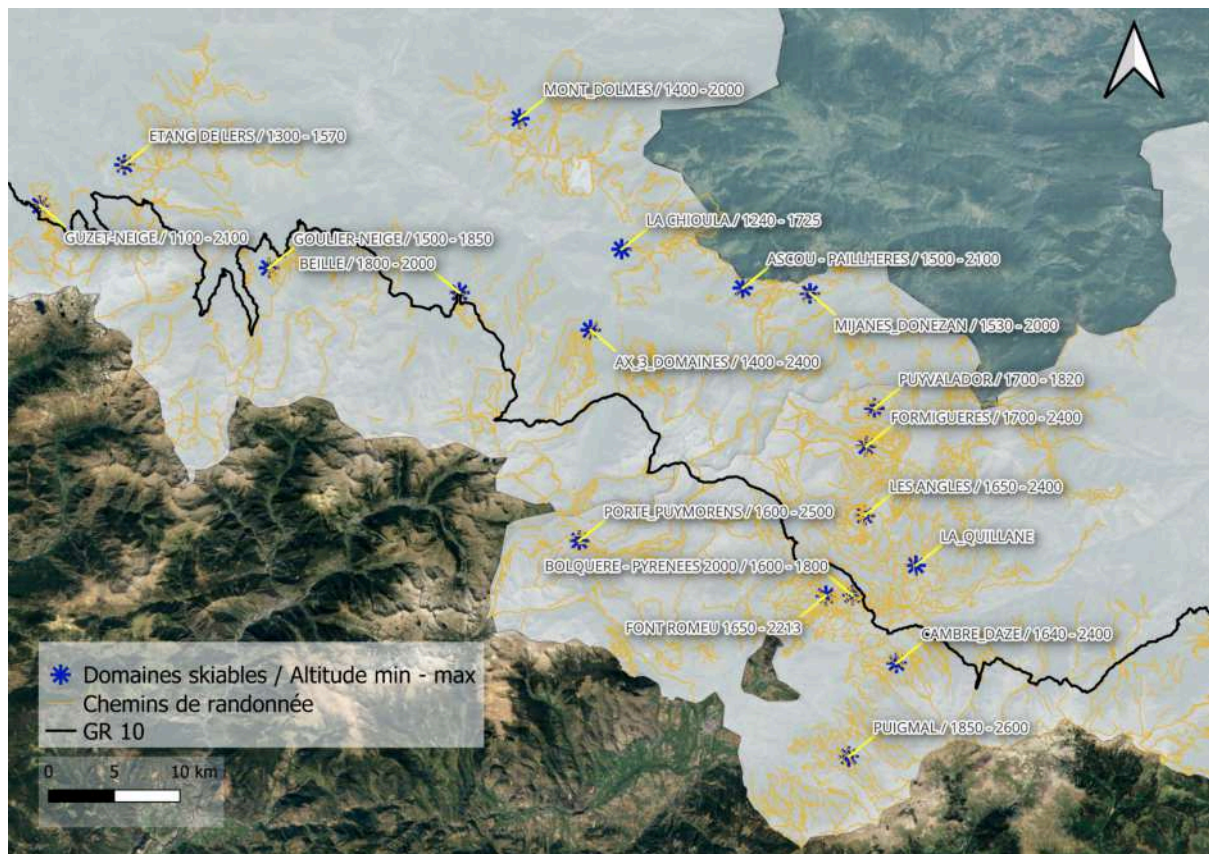 MONT_DOLMES / 1400 - 2000
ETANG DE LERS / 1300 - 1570
LA CHIOULA / 1240 - 1725
GUZET-NEIGE / 1100 - 2100
GOULIER-NEIGE / 1500 - 1850
BEILLE / 1800 - 2000
ASCOU - PAILLHERES / 1500 - 2100
MIJANES_DONEZAN / 1530 - 2000
AX_3_DOMAINES / 1400 - 2400
PUYVALADOR / 1700 - 1820
FORMIGUERES / 1700 - 2400
LES ANGLES / 1650 - 2400
PORTE_PUYMORENS / 1600 - 2500
LA_QUILLANE
BOLQUERE - PYRENEES 2000 / 1600 - 1800
FONT ROMEU 1650 - 2213
CAMBRE_DAZE / 1640 - 2400
PUIGMAL / 1850 - 2600
Domaines skiables / Altitude min - max
Chemins de randonnée
GR 10
0 5 10 km